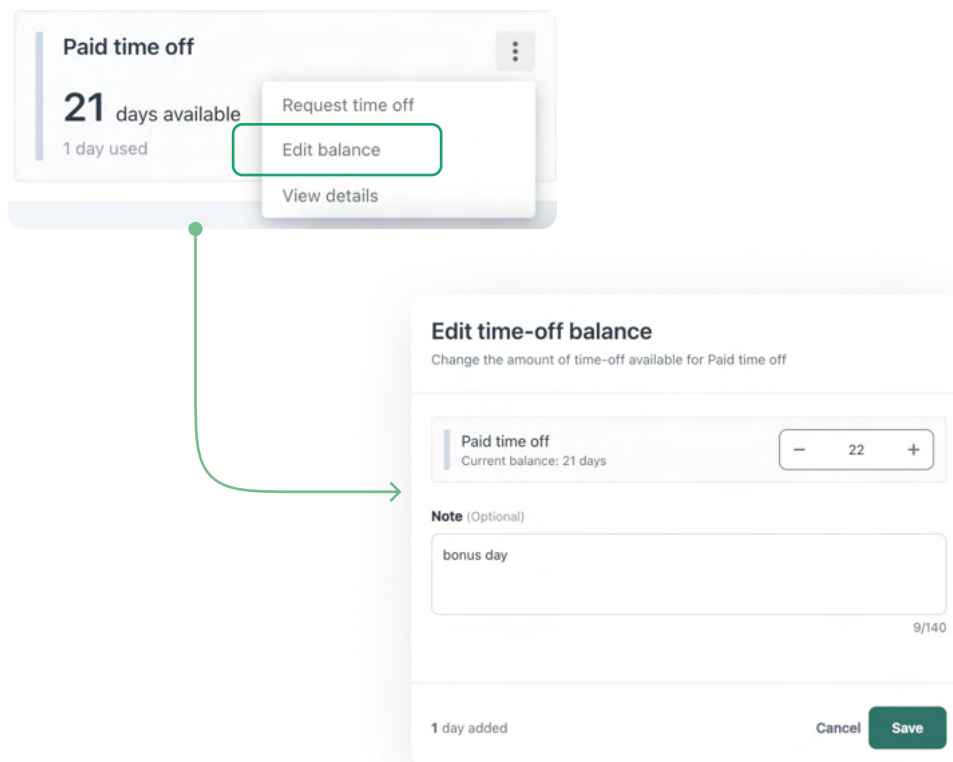 Paid time off
21 days available
1 day used
Request time off
Edit balance
View details
Edit time-off balance
Change the amount of time-off available for Paid time off
Paid time off
Current balance: 21 days
− 22 +
Note (Optional)
bonus day
9/140
1 day added
Cancel
Save